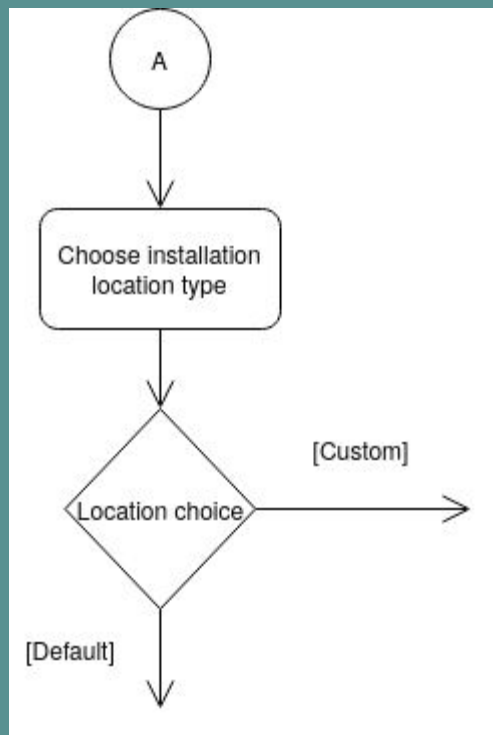 A
Choose installation
location type
[Custom]
Location choice
[Default]